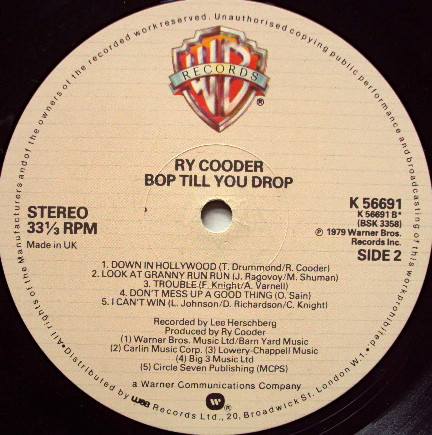 of the Manufacturers and of the owners of the recorded work reserved. Unauthorised copying public performance and broadcasting of this work prohibited. All rights
WB
RECORDS
®
RY COODER
BOP TILL YOU DROP
STEREO
33⅓ RPM
Made in UK
K 56691
K 56691 B*
(BSK 3358)
℗ 1979 Warner Bros.
Records Inc.
SIDE 2
1. DOWN IN HOLLYWOOD (T. Drummond/R. Cooder)
2. LOOK AT GRANNY RUN RUN (J. Ragovoy/M. Shuman)
3. TROUBLE (F. Knight/A. Varnell)
4. DON'T MESS UP A GOOD THING (O. Sain)
5. I CAN'T WIN (L. Johnson/D. Richardson/C. Knight)
Recorded by Lee Herschberg
Produced by Ry Cooder
(1) Warner Bros. Music Ltd/Barn Yard Music
(2) Carlin Music Corp. (3) Lowery-Chappell Music
(4) Big 3 Music Ltd
(5) Circle Seven Publishing (MCPS)
a Warner Communications Company
®
•Distributed by wea Records Ltd., 20, Broadwick St. London W1.•